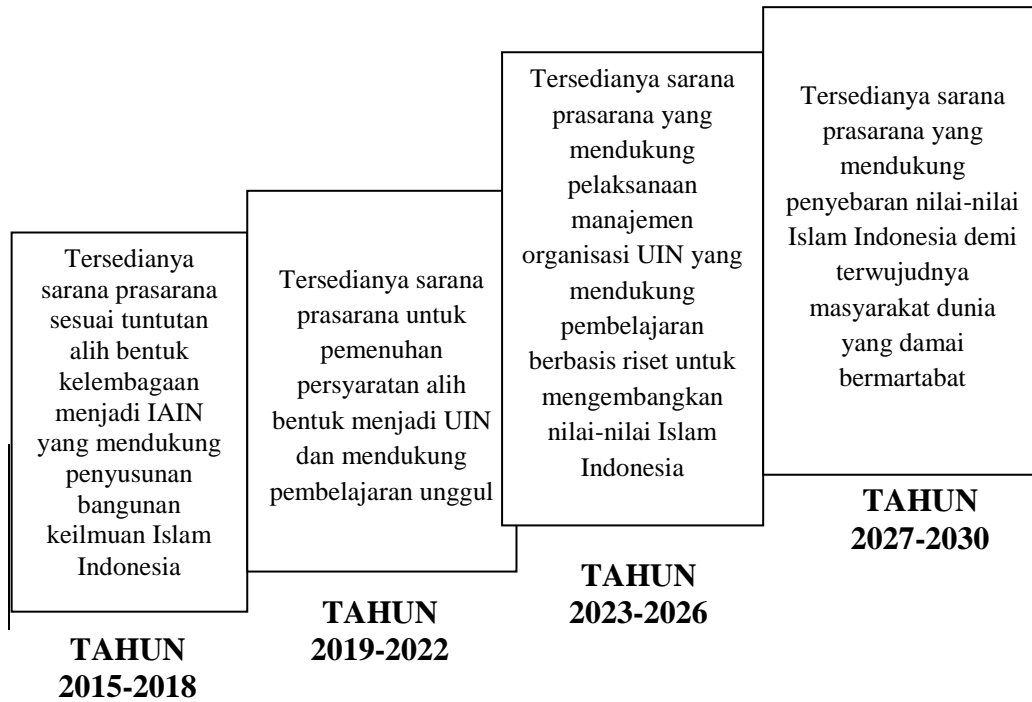 Tersedianya
sarana prasarana
sesuai tuntutan
alih bentuk
kelembagaan
menjadi IAIN
yang mendukung
penyusunan
bangunan
keilmuan Islam
Indonesia
TAHUN
2015-2018
Tersedianya sarana
prasarana untuk
pemenuhan
persyaratan alih
bentuk menjadi UIN
dan mendukung
pembelajaran unggul
TAHUN
2019-2022
Tersedianya sarana
prasarana yang
mendukung
pelaksanaan
manajemen
organisasi UIN yang
mendukung
pembelajaran
berbasis riset untuk
mengembangkan
nilai-nilai Islam
Indonesia
TAHUN
2023-2026
Tersedianya sarana
prasarana yang
mendukung
penyebaran nilai-nilai
Islam Indonesia demi
terwujudnya
masyarakat dunia
yang damai
bermartabat
TAHUN
2027-2030